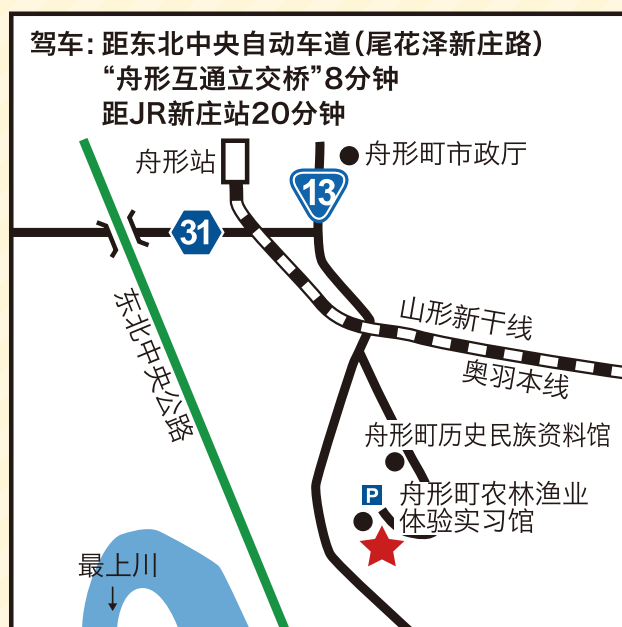 驾车：距东北中央自动车道（尾花泽新庄路）
“舟形互通立交桥”8分钟
距JR新庄站20分钟
舟形站
舟形町市政厅
13
31
山形新干线
奥羽本线
东北中央公路
舟形町历史民族资料馆
P
舟形町农林渔业
体验实习馆
最上川